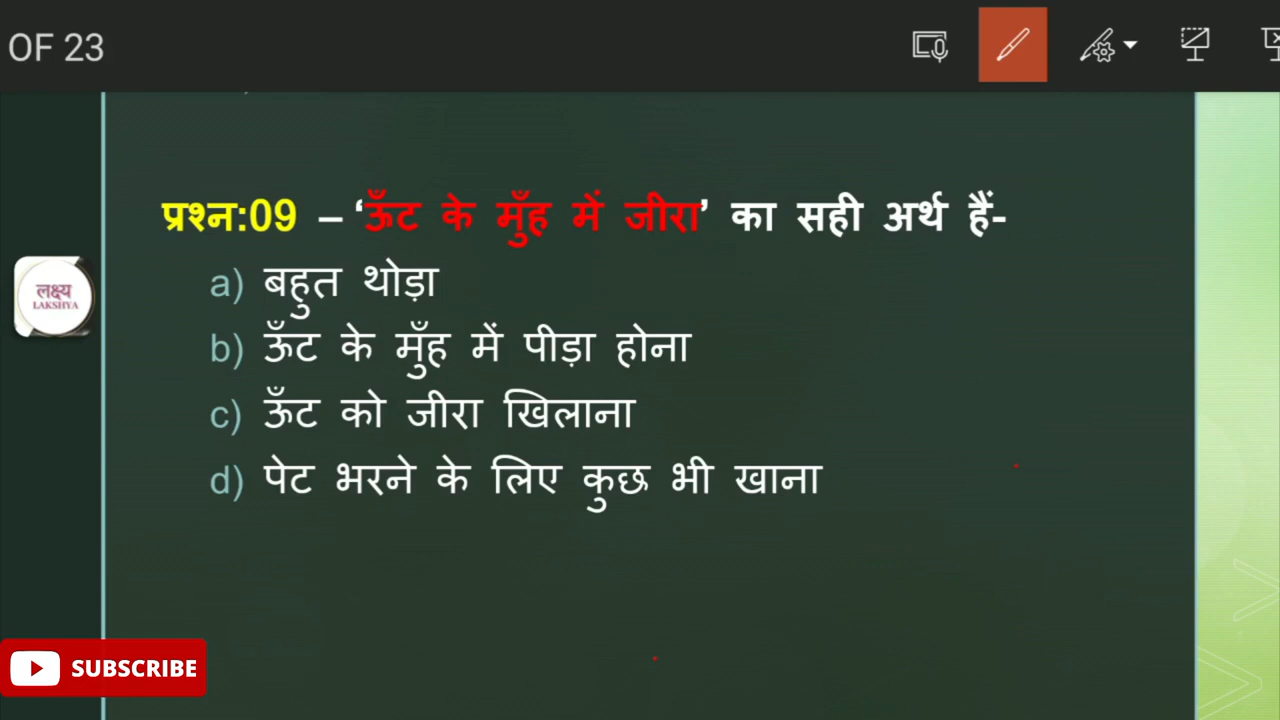 OF 23
प्रश्न:09 – ‘ऊँट के मुँह में जीरा’ का सही अर्थ हैं-
a) बहुत थोड़ा
b) ऊँट के मुँह में पीड़ा होना
लक्ष्य
LAKSHYA
c) ऊँट को जीरा खिलाना
d) पेट भरने के लिए कुछ भी खाना
SUBSCRIBE